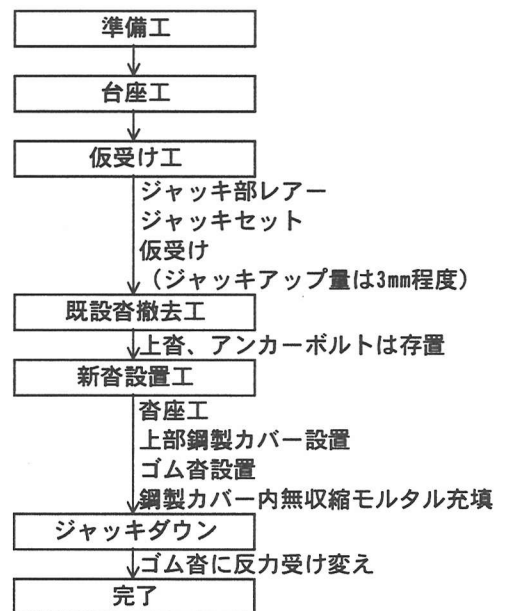 準備工
台座工
仮受け工
ジャッキ部レアー
ジャッキセット
仮受け
（ジャッキアップ量は3mm程度）
既設沓撤去工
上沓、アンカーボルトは存置
新沓設置工
沓座工
上部鋼製カバー設置
ゴム沓設置
鋼製カバー内無収縮モルタル充填
ジャッキダウン
ゴム沓に反力受け変え
完了